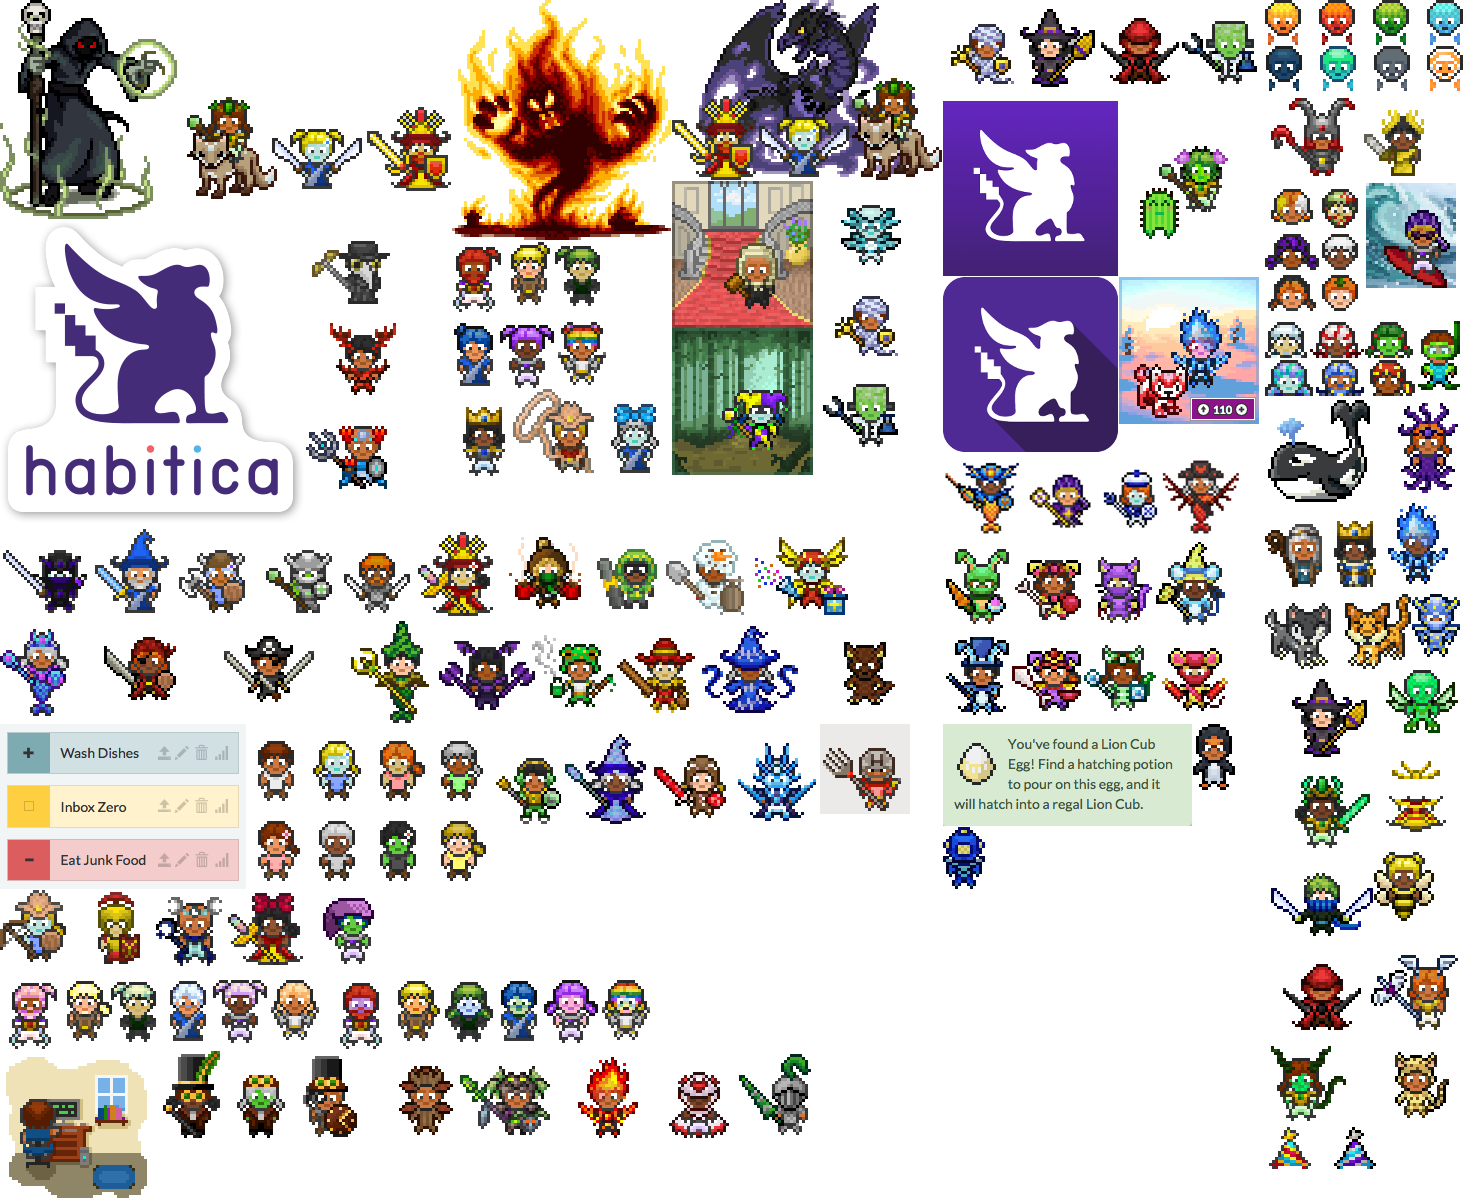 habitica
110
Wash Dishes
Inbox Zero
Eat Junk Food
You've found a Lion Cub
Egg! Find a hatching potion
to pour on this egg, and it
will hatch into a regal Lion Cub.